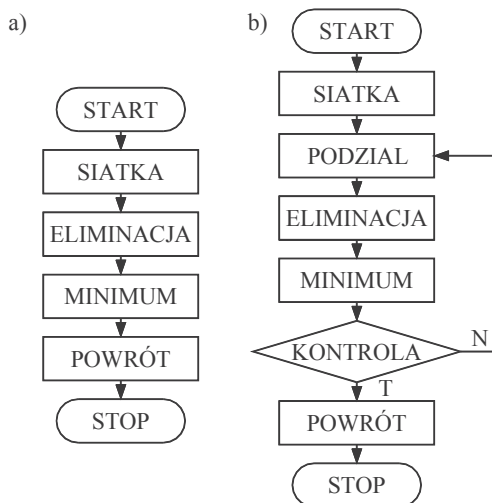 a)
START
SIATKA
ELIMINACJA
MINIMUM
POWRÓT
STOP
b)
START
SIATKA
PODZIAL
ELIMINACJA
MINIMUM
KONTROLA
N
T
POWRÓT
STOP